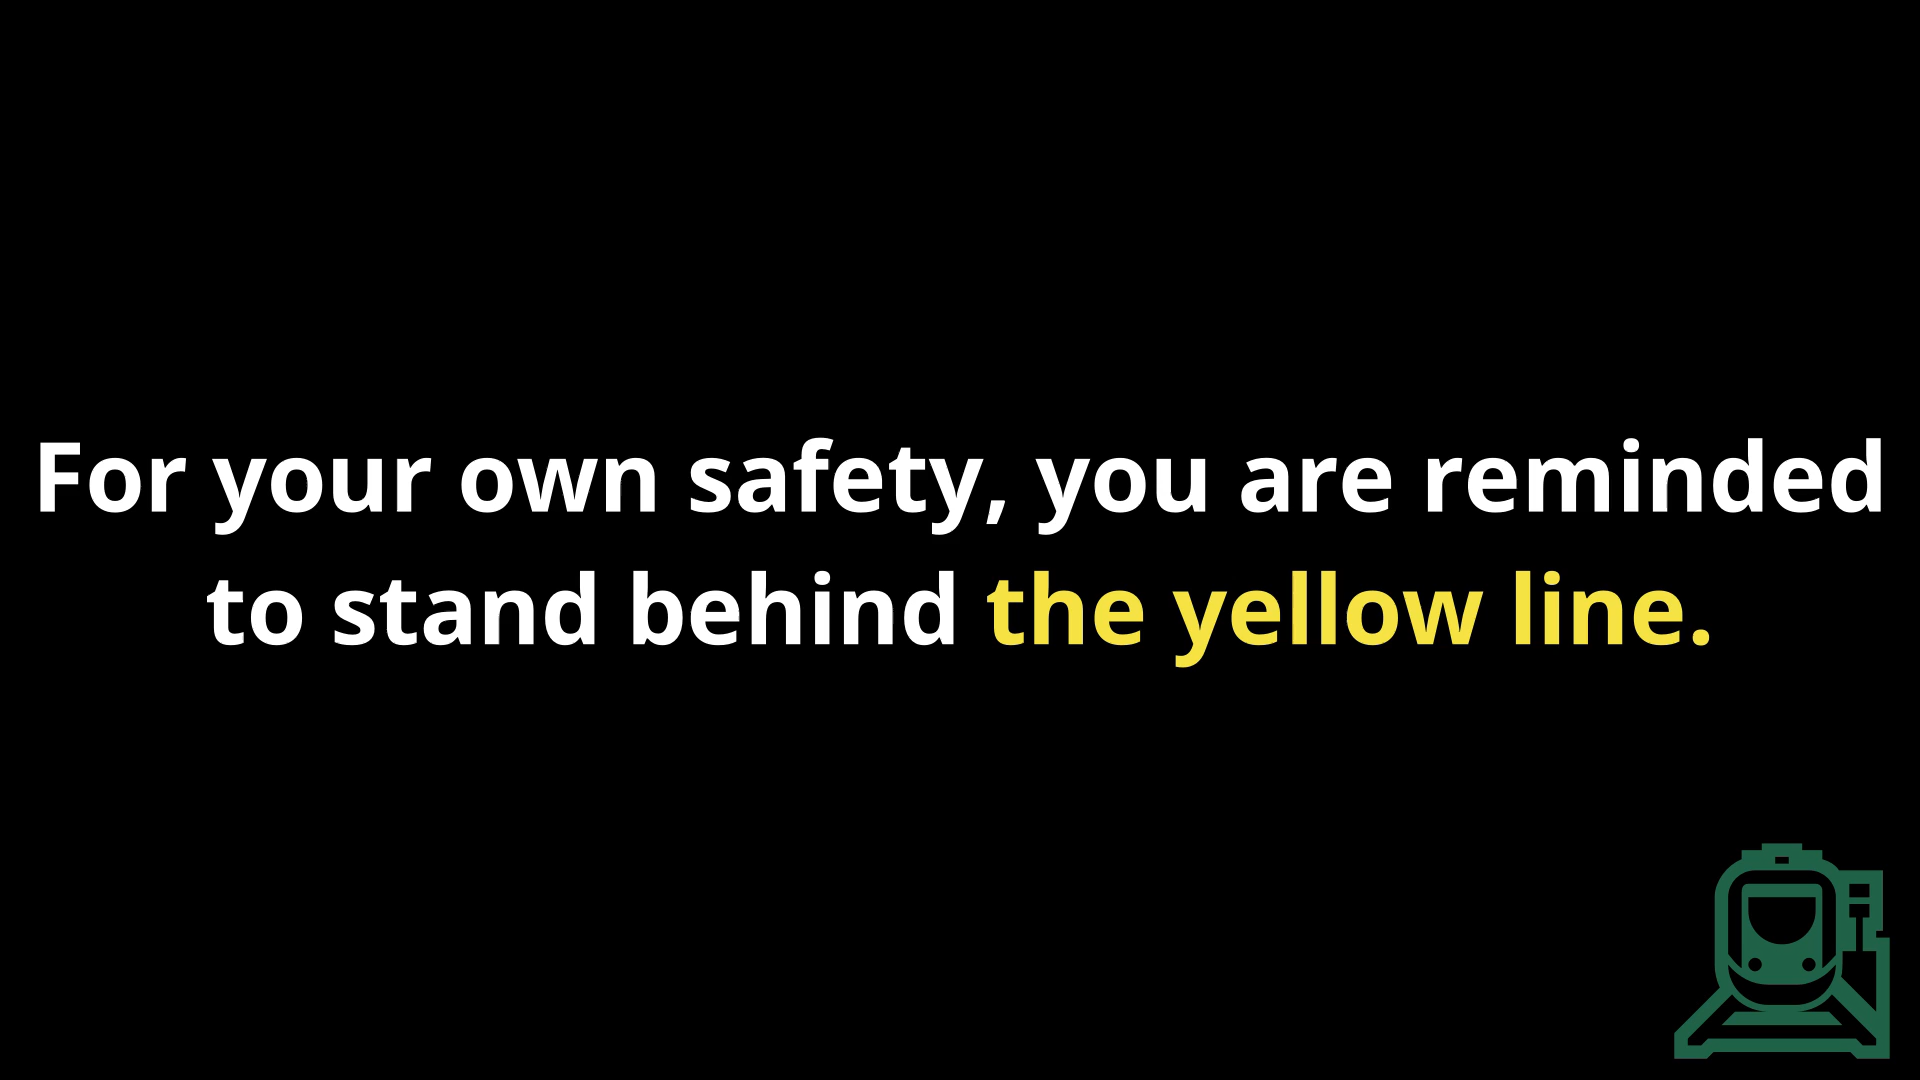 For your own safety, you are reminded
to stand behind the yellow line.